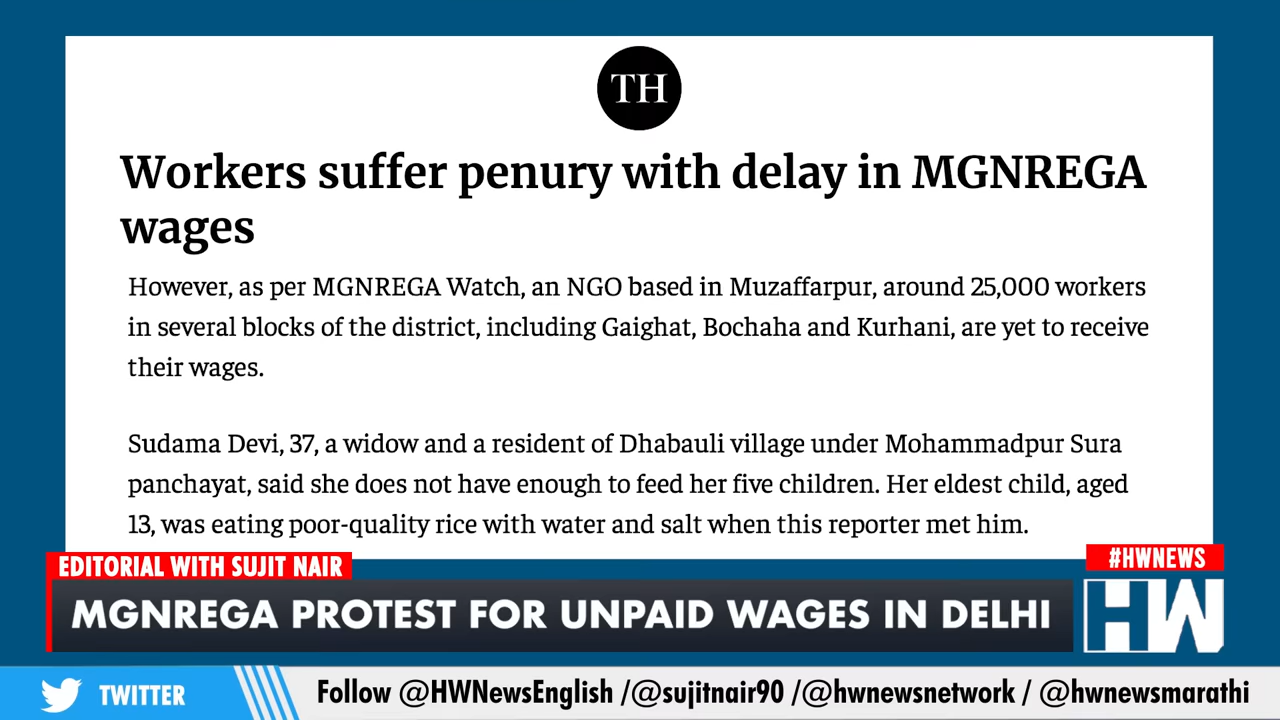 TH
Workers suffer penury with delay in MGNREGA
wages
However, as per MGNREGA Watch, an NGO based in Muzaffarpur, around 25,000 workers
in several blocks of the district, including Gaighat, Bochaha and Kurhani, are yet to receive
their wages.
Sudama Devi, 37, a widow and a resident of Dhabauli village under Mohammadpur Sura
panchayat, said she does not have enough to feed her five children. Her eldest child, aged
13, was eating poor-quality rice with water and salt when this reporter met him.
EDITORIAL WITH SUJIT NAIR
#HWNEWS
MGNREGA PROTEST FOR UNPAID WAGES IN DELHI
HW
TWITTER
Follow @HWNewsEnglish /@sujitnair90 /@hwnewsnetwork / @hwnewsmarathi